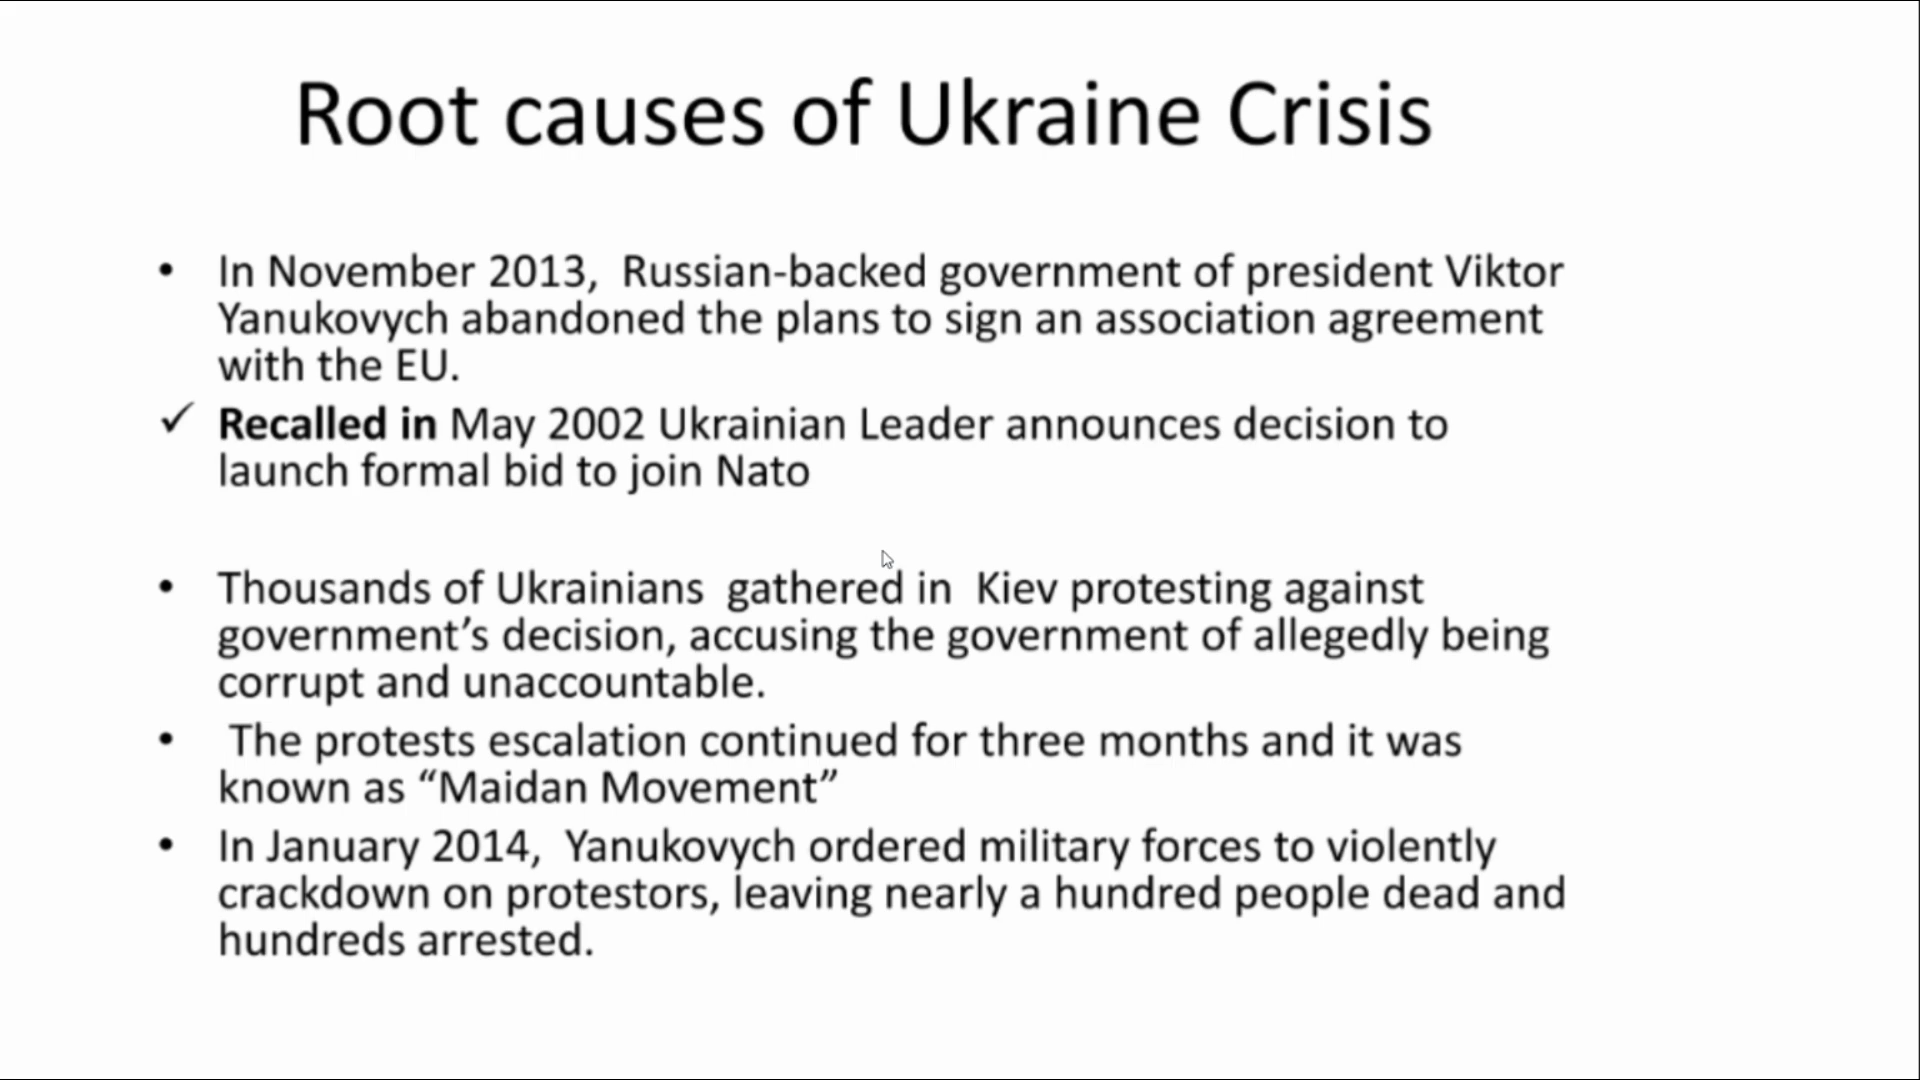 Root causes of Ukraine Crisis
• In November 2013,  Russian-backed government of president Viktor
Yanukovych abandoned the plans to sign an association agreement
with the EU.
✓ Recalled in May 2002 Ukrainian Leader announces decision to
launch formal bid to join Nato
• Thousands of Ukrainians  gathered in  Kiev protesting against
government’s decision, accusing the government of allegedly being
corrupt and unaccountable.
•  The protests escalation continued for three months and it was
known as “Maidan Movement”
• In January 2014,  Yanukovych ordered military forces to violently
crackdown on protestors, leaving nearly a hundred people dead and
hundreds arrested.